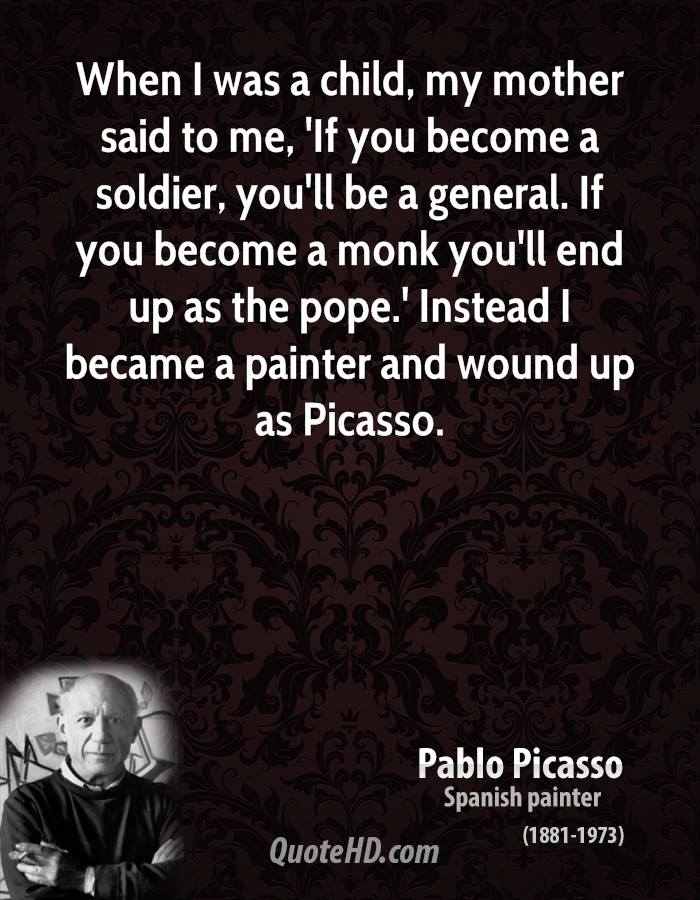 When I was a child, my mother
said to me, 'If you become a
soldier, you'll be a general. If
you become a monk you'll end
up as the pope.' Instead I
became a painter and wound up
as Picasso.
Pablo Picasso
Spanish painter
(1881-1973)
QuoteHD.com